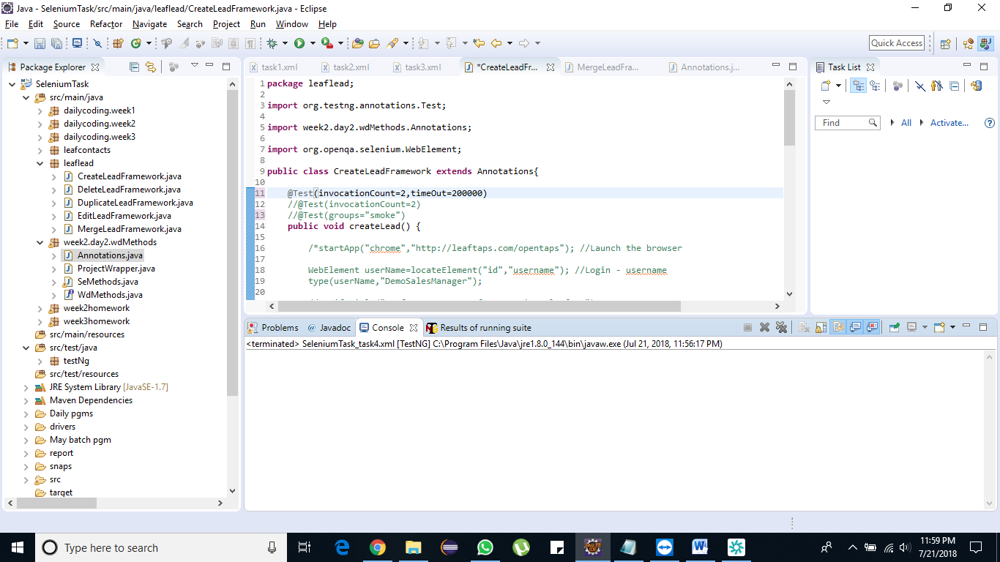 Java - SeleniumTask/src/main/java/leaflead/CreateLeadFramework.java - Eclipse
File Edit Source Refactor Navigate Search Project Run Window Help
Quick Access
Package Explorer
SeleniumTask
src/main/java
dailycoding.week1
dailycoding.week2
dailycoding.week3
leafcontacts
leaflead
CreateLeadFramework.java
DeleteLeadFramework.java
DuplicateLeadFramework.java
EditLeadFramework.java
MergeLeadFramework.java
week2.day2.wdMethods
Annotations.java
ProjectWrapper.java
SeMethods.java
WdMethods.java
week2homework
week3homework
src/main/resources
src/test/java
testNg
src/test/resources
JRE System Library [JavaSE-1.7]
Maven Dependencies
Daily pgms
drivers
May batch pgm
report
snaps
src
target
task1.xml task2.xml task3.xml *CreateLeadFr... MergeLeadFra... Annotations.j...
1 package leaflead;
2
3 import org.testng.annotations.Test;
4
5 import week2.day2.wdMethods.Annotations;
6
7 import org.openqa.selenium.WebElement;
8
9 public class CreateLeadFramework extends Annotations{
10
11 @Test(invocationCount=2,timeOut=200000)
12 //@Test(invocationCount=2)
13 //@Test(groups="smoke")
14 public void createLead() {
15
16 /*startApp("chrome","http://leaftaps.com/opentaps"); //Launch the browser
17
18 WebElement userName=locateElement("id","username"); //Login - username
19 type(userName,"DemoSalesManager");
20
Task List
Find All Activate...
Problems Javadoc Console Results of running suite
<terminated> SeleniumTask_task4.xml [TestNG] C:\Program Files\Java\jre1.8.0_144\bin\javaw.exe (Jul 21, 2018, 11:56:17 PM)
Type here to search
11:59 PM
7/21/2018